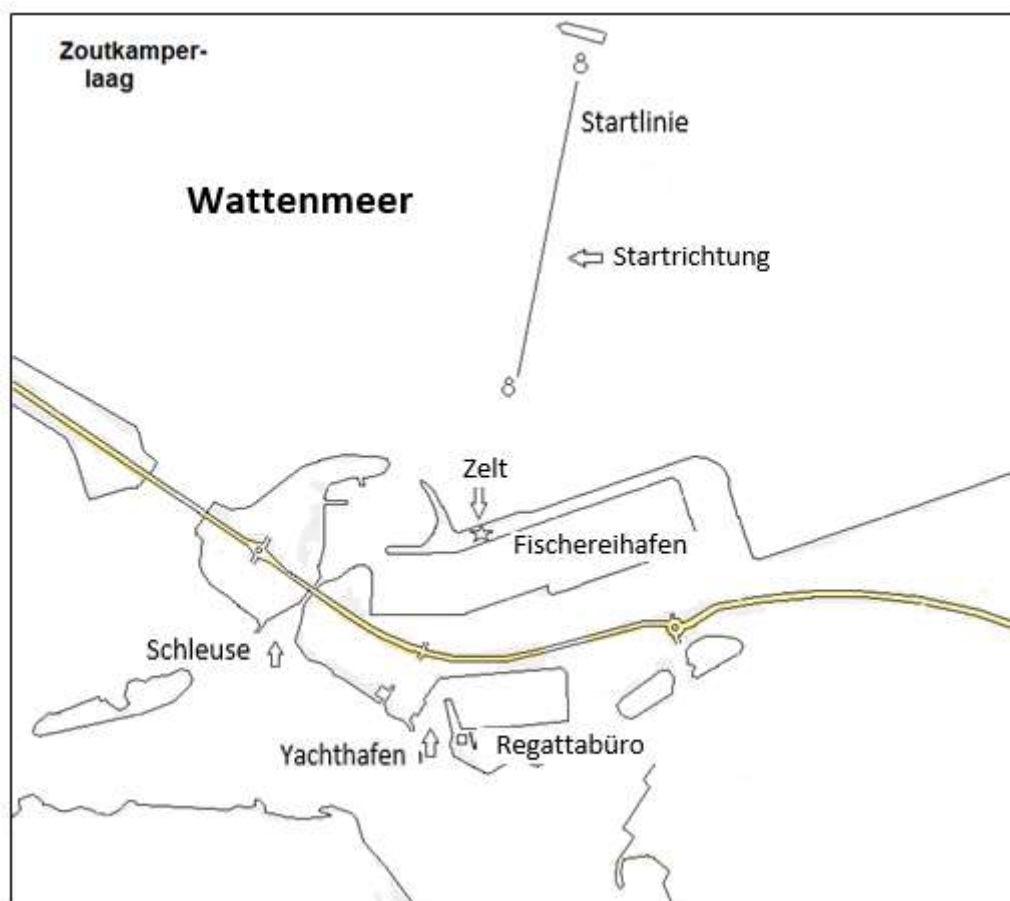 Zoutkamper-
laag
Startlinie
Wattenmeer
Startrichtung
Zelt
Fischereihafen
Schleuse
Yachthafen
Regattabüro